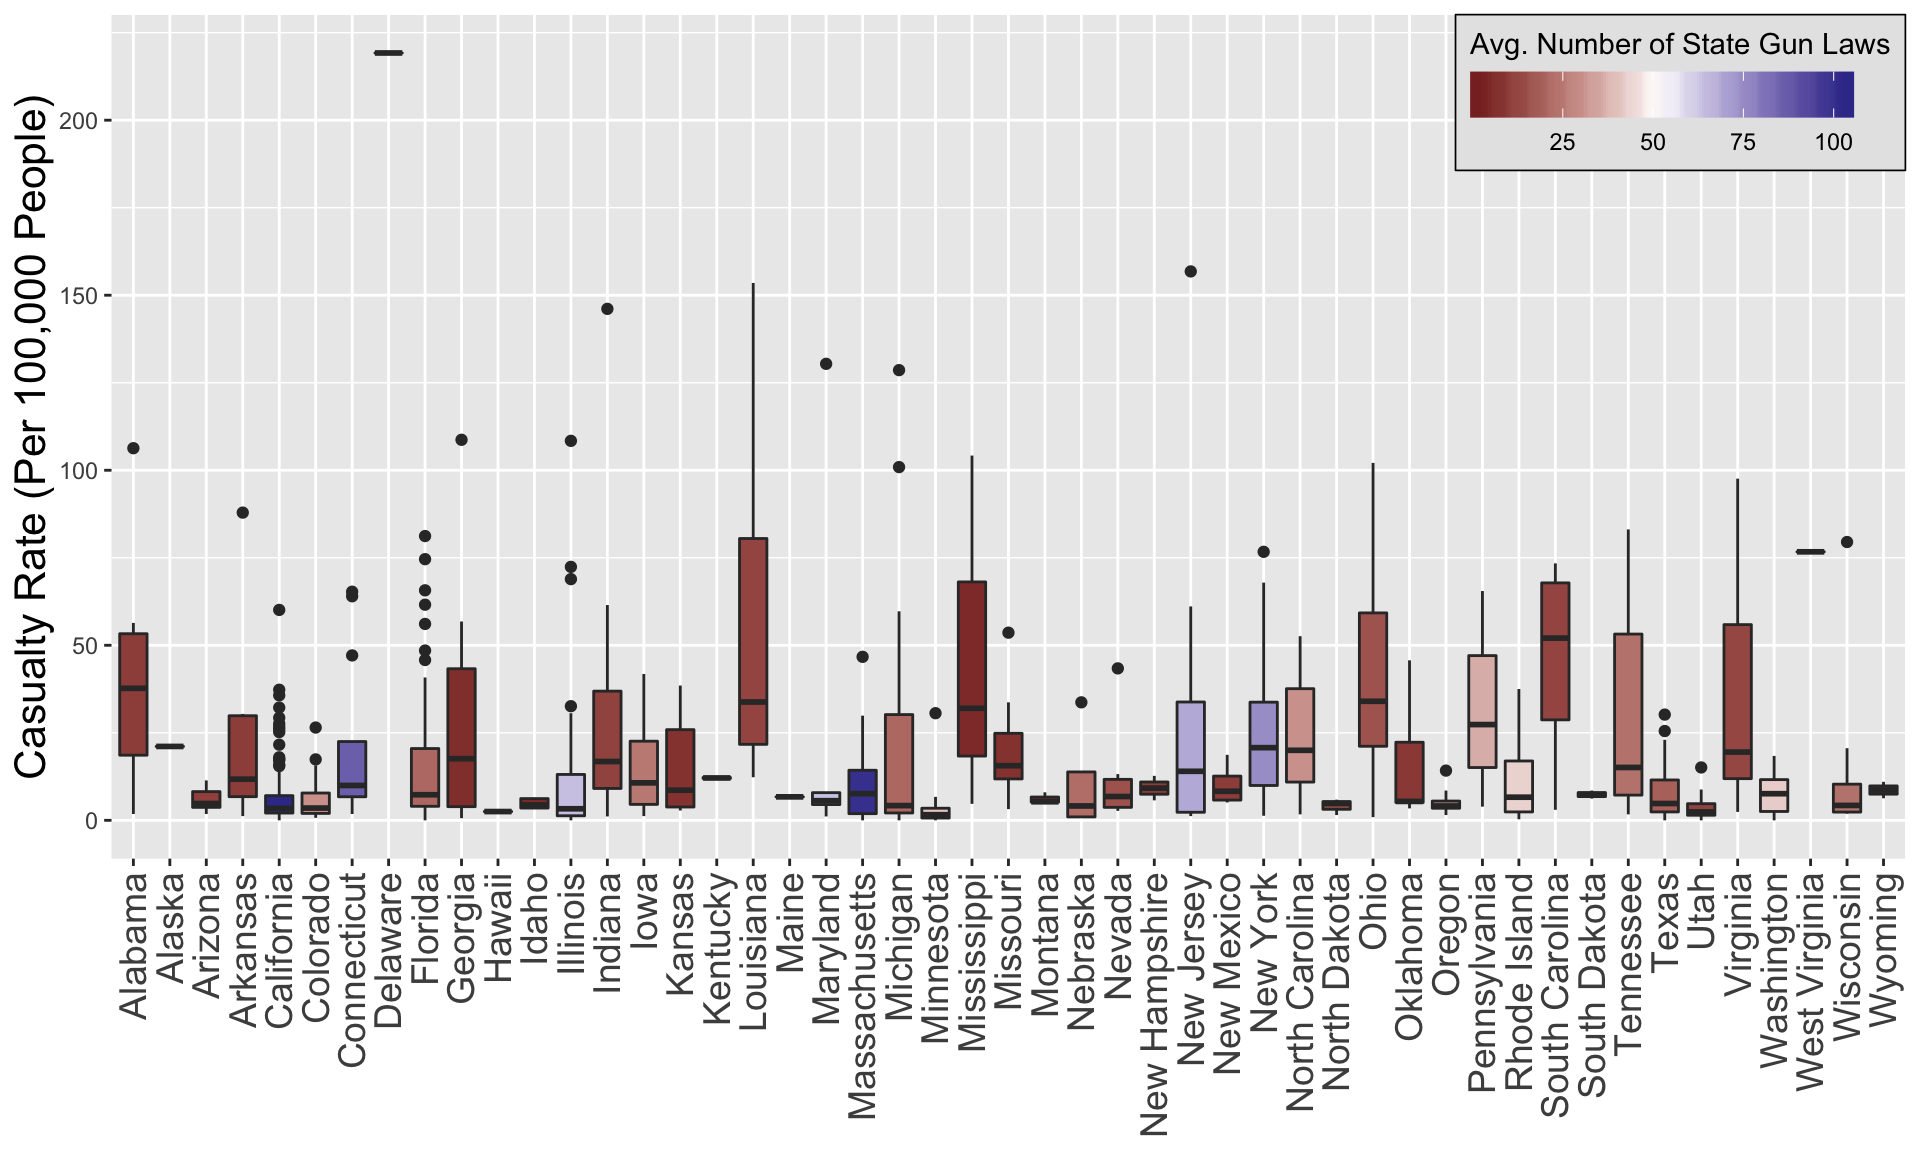 Avg. Number of State Gun Laws
25 50 75 100
Casualty Rate (Per 100,000 People)
200
150
100
50
0
Alabama
Alaska
Arizona
Arkansas
California
Colorado
Connecticut
Delaware
Florida
Georgia
Hawaii
Idaho
Illinois
Indiana
Iowa
Kansas
Kentucky
Louisiana
Maine
Maryland
Massachusetts
Michigan
Minnesota
Mississippi
Missouri
Montana
Nebraska
Nevada
New Hampshire
New Jersey
New Mexico
New York
North Carolina
North Dakota
Ohio
Oklahoma
Oregon
Pennsylvania
Rhode Island
South Carolina
South Dakota
Tennessee
Texas
Utah
Virginia
Washington
West Virginia
Wisconsin
Wyoming